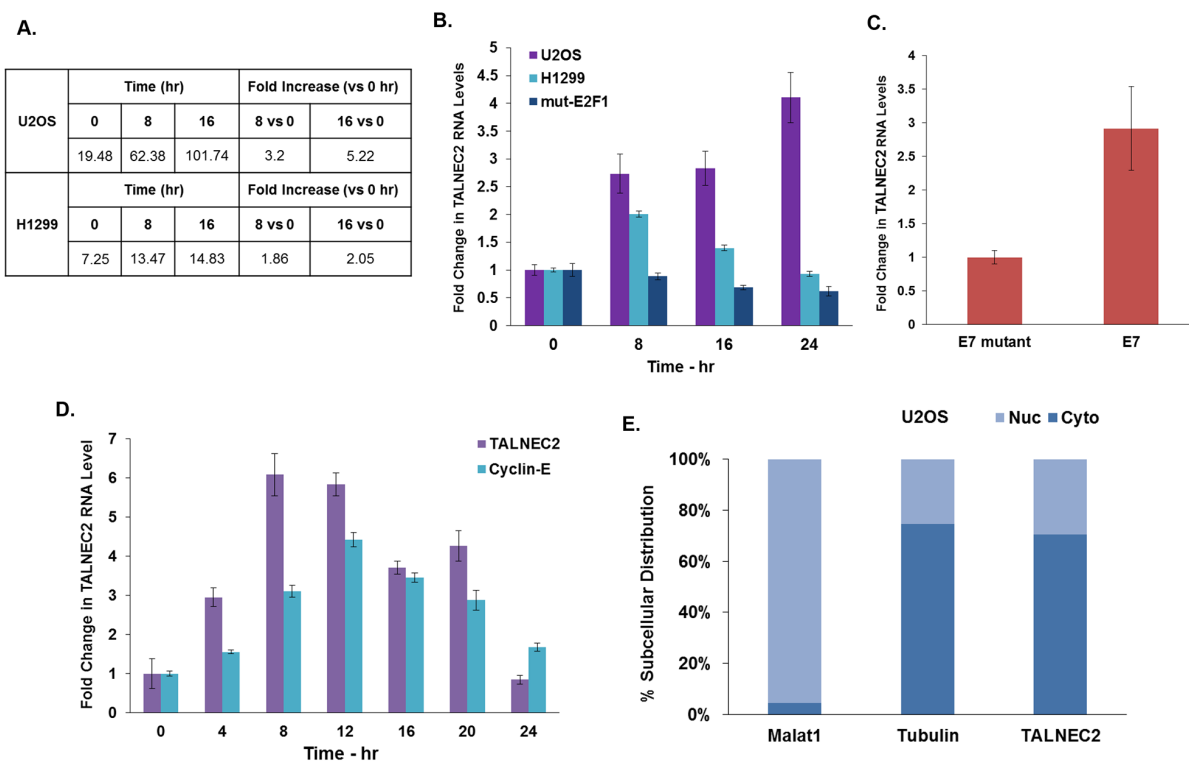 A.
Time (hr) Fold Increase (vs 0 hr)
U2OS 0 8 16 8 vs 0 16 vs 0
19.48 62.38 101.74 3.2 5.22
Time (hr) Fold Increase (vs 0 hr)
H1299 0 8 16 8 vs 0 16 vs 0
7.25 13.47 14.83 1.86 2.05
B.
Fold Change in TALNEC2 RNA Levels
5
4.5
4
3.5
3
2.5
2
1.5
1
0.5
0
U2OS
H1299
mut-E2F1
0 8 16 24
Time - hr
C.
Fold Change in TALNEC2 RNA Levels
4
3.5
3
2.5
2
1.5
1
0.5
0
E7 mutant E7
D.
Fold Change in TALNEC2 RNA Level
7
6
5
4
3
2
1
0
TALNEC2
Cyclin-E
0 4 8 12 16 20 24
Time - hr
E.
U2OS Nuc Cyto
% Subcellular Distribution
100%
80%
60%
40%
20%
0%
Malat1 Tubulin TALNEC2